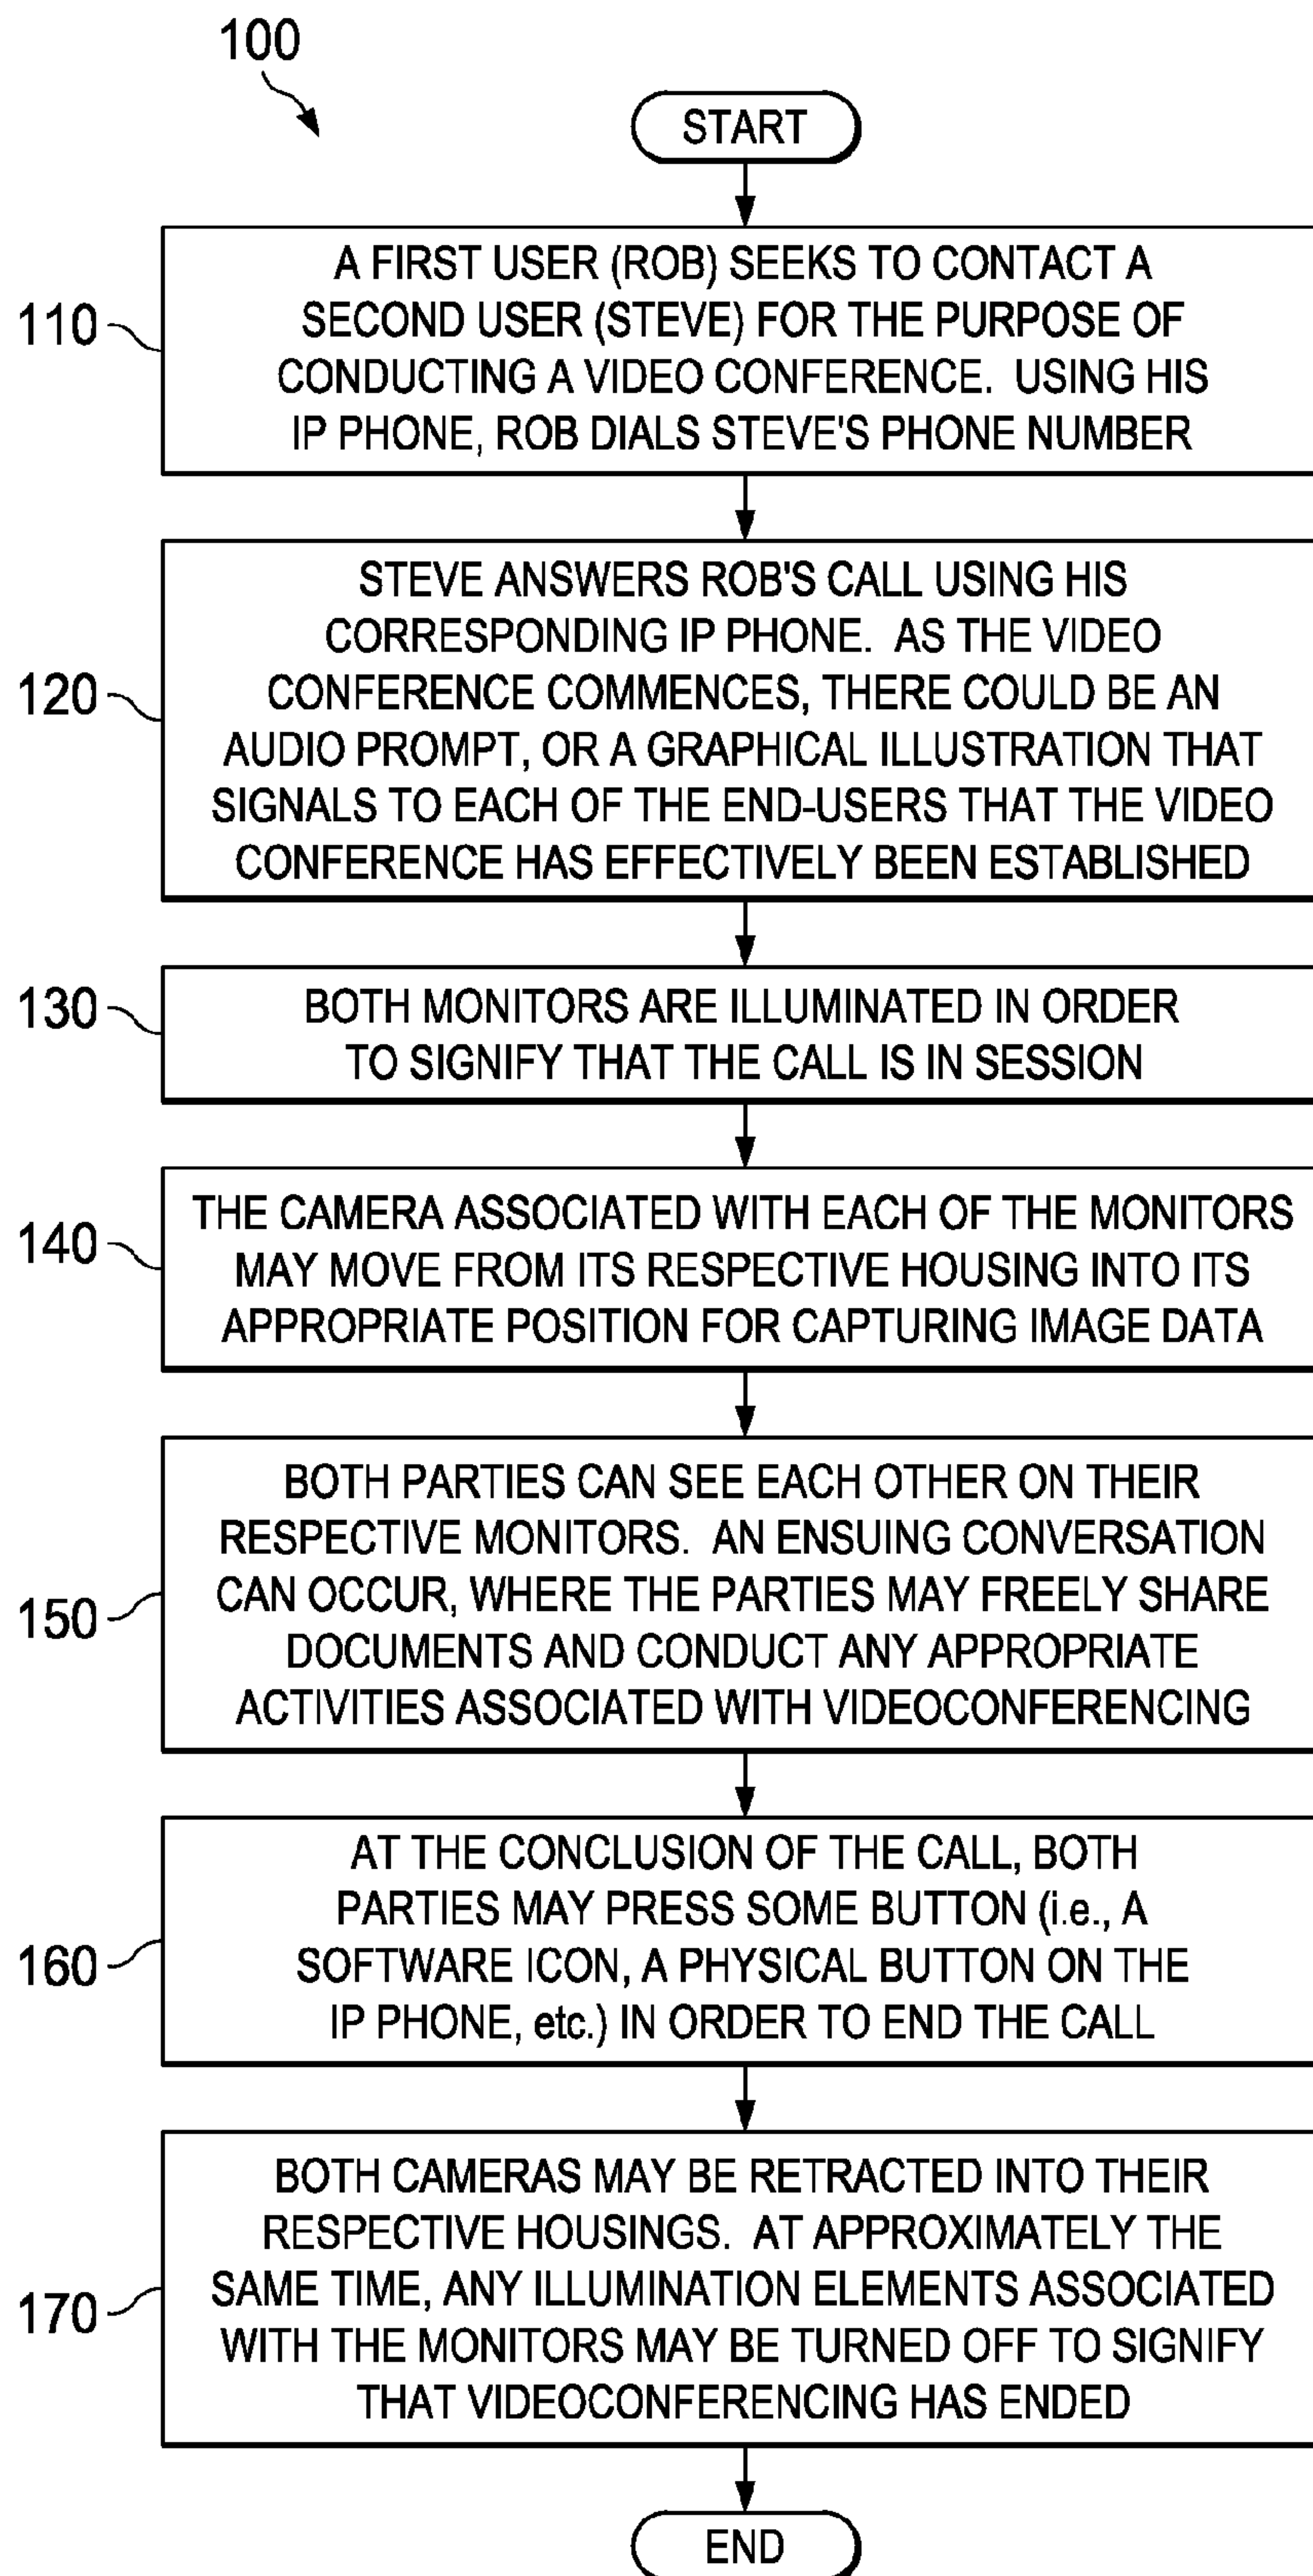 100
START
110
A FIRST USER (ROB) SEEKS TO CONTACT A
SECOND USER (STEVE) FOR THE PURPOSE OF
CONDUCTING A VIDEO CONFERENCE. USING HIS
IP PHONE, ROB DIALS STEVE'S PHONE NUMBER
120
STEVE ANSWERS ROB'S CALL USING HIS
CORRESPONDING IP PHONE. AS THE VIDEO
CONFERENCE COMMENCES, THERE COULD BE AN
AUDIO PROMPT, OR A GRAPHICAL ILLUSTRATION THAT
SIGNALS TO EACH OF THE END-USERS THAT THE VIDEO
CONFERENCE HAS EFFECTIVELY BEEN ESTABLISHED
130
BOTH MONITORS ARE ILLUMINATED IN ORDER
TO SIGNIFY THAT THE CALL IS IN SESSION
140
THE CAMERA ASSOCIATED WITH EACH OF THE MONITORS
MAY MOVE FROM ITS RESPECTIVE HOUSING INTO ITS
APPROPRIATE POSITION FOR CAPTURING IMAGE DATA
150
BOTH PARTIES CAN SEE EACH OTHER ON THEIR
RESPECTIVE MONITORS. AN ENSUING CONVERSATION
CAN OCCUR, WHERE THE PARTIES MAY FREELY SHARE
DOCUMENTS AND CONDUCT ANY APPROPRIATE
ACTIVITIES ASSOCIATED WITH VIDEOCONFERENCING
160
AT THE CONCLUSION OF THE CALL, BOTH
PARTIES MAY PRESS SOME BUTTON (i.e., A
SOFTWARE ICON, A PHYSICAL BUTTON ON THE
IP PHONE, etc.) IN ORDER TO END THE CALL
170
BOTH CAMERAS MAY BE RETRACTED INTO THEIR
RESPECTIVE HOUSINGS. AT APPROXIMATELY THE
SAME TIME, ANY ILLUMINATION ELEMENTS ASSOCIATED
WITH THE MONITORS MAY BE TURNED OFF TO SIGNIFY
THAT VIDEOCONFERENCING HAS ENDED
END